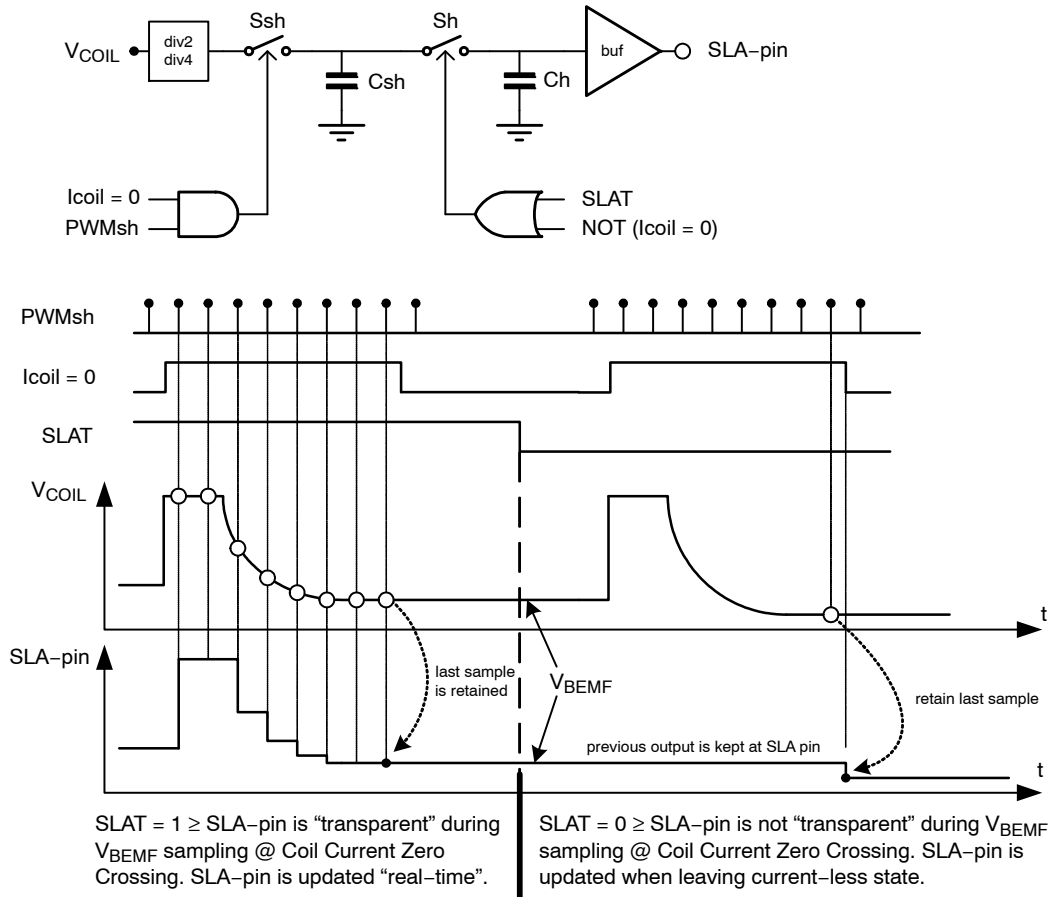 Ssh
Sh
V_COIL
div2
div4
buf
SLA−pin
Csh
Ch
Icoil = 0
PWMsh
SLAT
NOT (Icoil = 0)
PWMsh
Icoil = 0
SLAT
V_COIL
t
SLA−pin
last sample
is retained
V_BEMF
retain last sample
previous output is kept at SLA pin
t
SLAT = 1 ≥ SLA−pin is “transparent” during
V_BEMF sampling @ Coil Current Zero
Crossing. SLA−pin is updated “real−time”.
SLAT = 0 ≥ SLA−pin is not “transparent” during V_BEMF
sampling @ Coil Current Zero Crossing. SLA−pin is
updated when leaving current−less state.